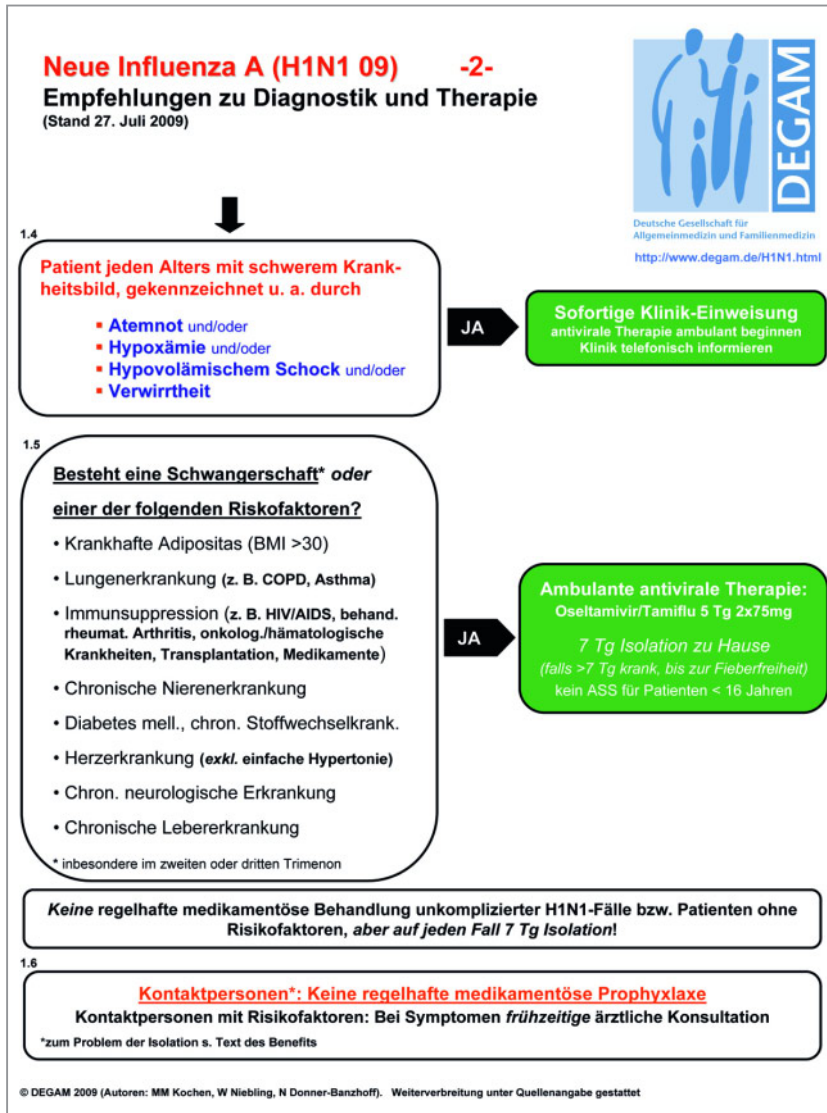 Neue Influenza A (H1N1 09) -2-
Empfehlungen zu Diagnostik und Therapie
(Stand 27. Juli 2009)
DEGAM
Deutsche Gesellschaft für
Allgemeinmedizin und Familienmedizin
http://www.degam.de/H1N1.html
1.4
Patient jeden Alters mit schwerem Krank-
heitsbild, gekennzeichnet u. a. durch
▪ Atemnot und/oder
▪ Hypoxämie und/oder
▪ Hypovolämischem Schock und/oder
▪ Verwirrtheit
JA
Sofortige Klinik-Einweisung
antivirale Therapie ambulant beginnen
Klinik telefonisch informieren
1.5
Besteht eine Schwangerschaft* oder
einer der folgenden Riskofaktoren?
• Krankhafte Adipositas (BMI >30)
• Lungenerkrankung (z. B. COPD, Asthma)
• Immunsuppression (z. B. HIV/AIDS, behand.
rheumat. Arthritis, onkolog./hämatologische
Krankheiten, Transplantation, Medikamente)
• Chronische Nierenerkrankung
• Diabetes mell., chron. Stoffwechselkrank.
• Herzerkrankung (exkl. einfache Hypertonie)
• Chron. neurologische Erkrankung
• Chronische Lebererkrankung
* inbesondere im zweiten oder dritten Trimenon
JA
Ambulante antivirale Therapie:
Oseltamivir/Tamiflu 5 Tg 2x75mg
7 Tg Isolation zu Hause
(falls >7 Tg krank, bis zur Fieberfreiheit)
kein ASS für Patienten < 16 Jahren
Keine regelhafte medikamentöse Behandlung unkomplizierter H1N1-Fälle bzw. Patienten ohne
Risikofaktoren, aber auf jeden Fall 7 Tg Isolation!
1.6
Kontaktpersonen*: Keine regelhafte medikamentöse Prophyxlaxe
Kontaktpersonen mit Risikofaktoren: Bei Symptomen frühzeitige ärztliche Konsultation
*zum Problem der Isolation s. Text des Benefits
© DEGAM 2009 (Autoren: MM Kochen, W Niebling, N Donner-Banzhoff). Weiterverbreitung unter Quellenangabe gestattet